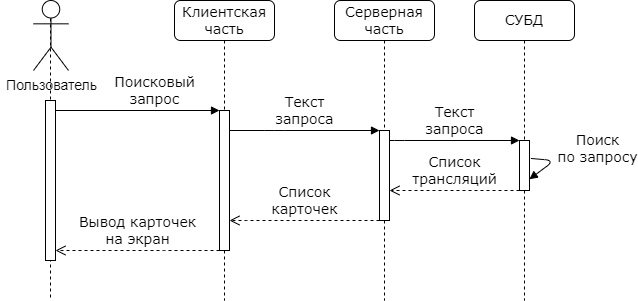 Пользователь
Клиентская
часть
Серверная
часть
СУБД
Поисковый
запрос
Текст
запроса
Текст
запроса
Поиск
по запросу
Список
трансляций
Список
карточек
Вывод карточек
на экран